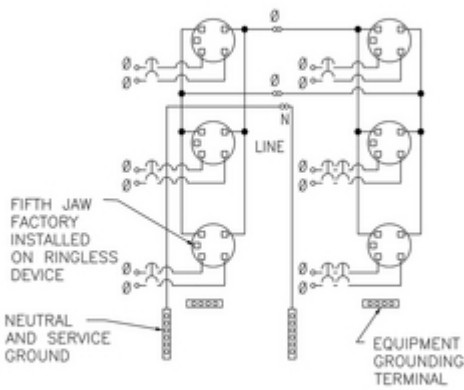 Ø
Ø
Ø
Ø
Ø
Ø
N
LINE
Ø
Ø
Ø
Ø
FIFTH JAW
FACTORY
INSTALLED
ON RINGLESS
DEVICE
Ø
Ø
Ø
Ø
NEUTRAL
AND SERVICE
GROUND
EQUIPMENT
GROUNDING
TERMINAL